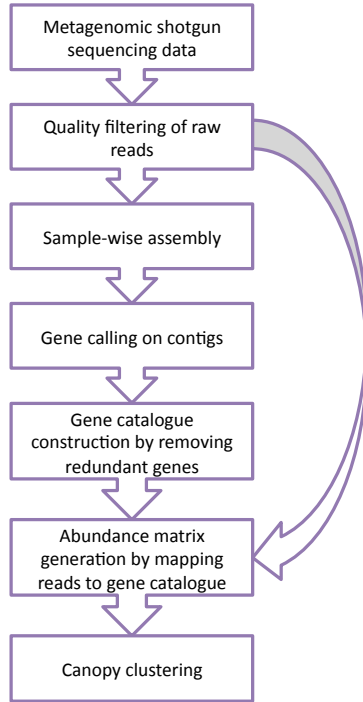 Metagenomic shotgun
sequencing data
Quality filtering of raw
reads
Sample-wise assembly
Gene calling on contigs
Gene catalogue
construction by removing
redundant genes
Abundance matrix
generation by mapping
reads to gene catalogue
Canopy clustering